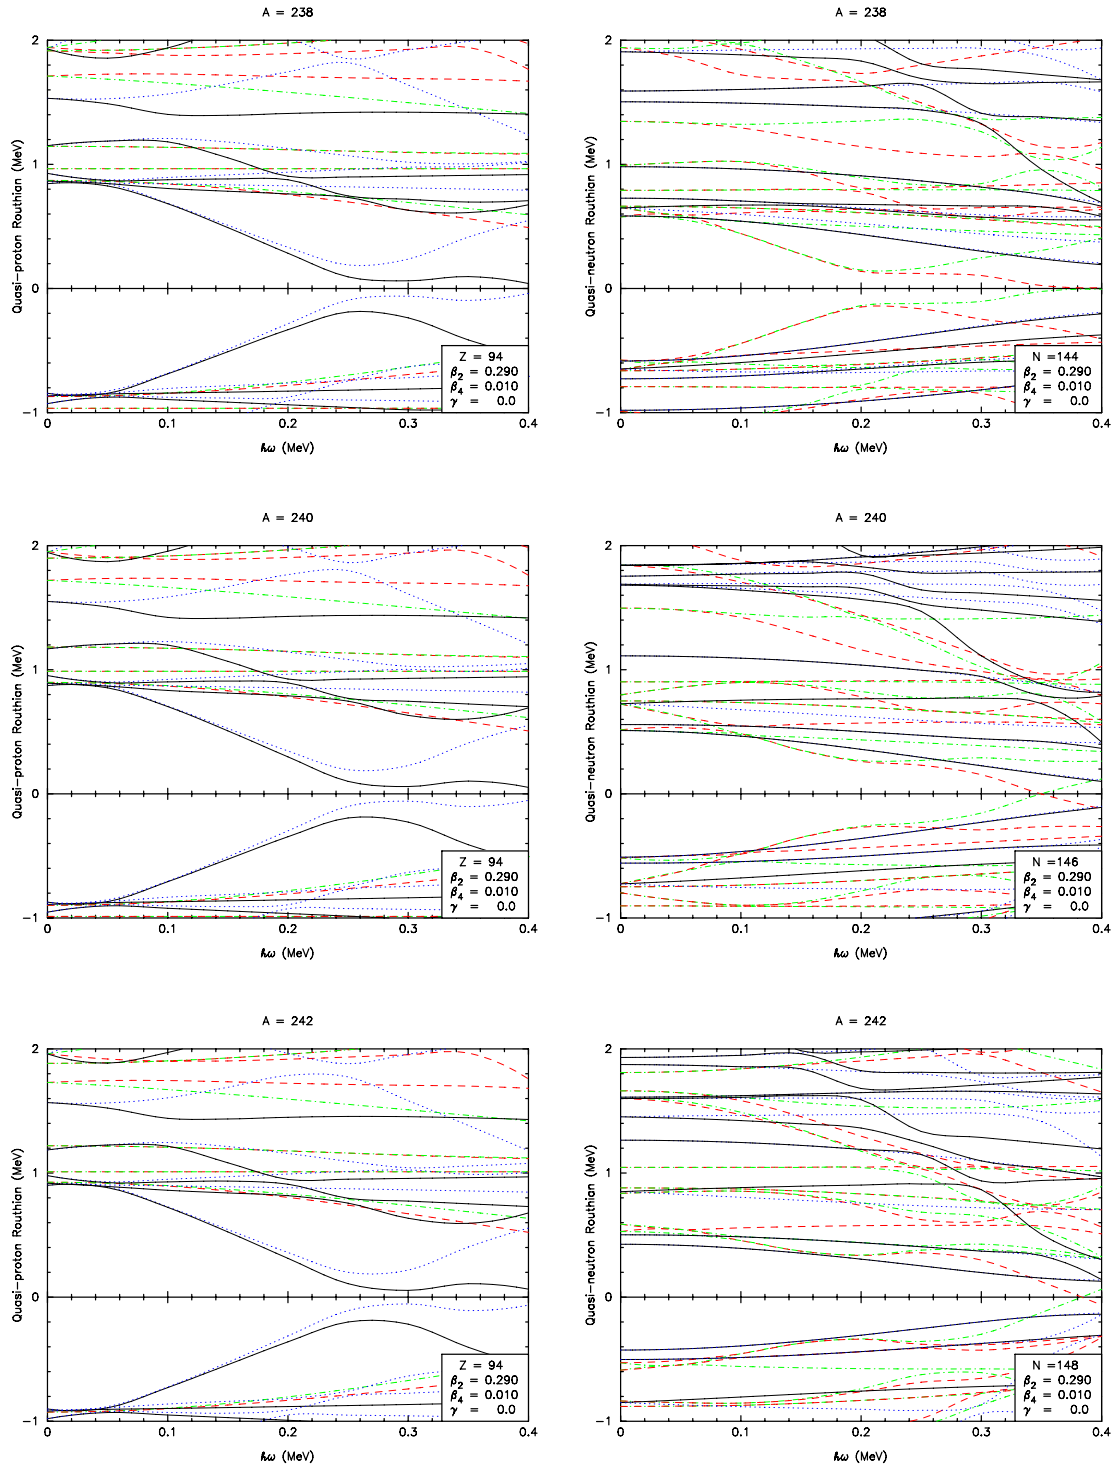 A = 238
Quasi-proton Routhian (MeV)
2
1
0
-1
Z = 94
β2 = 0.290
β4 = 0.010
γ = 0.0
0 0.1 0.2 0.3 0.4
ħω (MeV)
A = 238
Quasi-neutron Routhian (MeV)
2
1
0
-1
N =144
β2 = 0.290
β4 = 0.010
γ = 0.0
0 0.1 0.2 0.3 0.4
ħω (MeV)
A = 240
Quasi-proton Routhian (MeV)
2
1
0
-1
Z = 94
β2 = 0.290
β4 = 0.010
γ = 0.0
0 0.1 0.2 0.3 0.4
ħω (MeV)
A = 240
Quasi-neutron Routhian (MeV)
2
1
0
-1
N =146
β2 = 0.290
β4 = 0.010
γ = 0.0
0 0.1 0.2 0.3 0.4
ħω (MeV)
A = 242
Quasi-proton Routhian (MeV)
2
1
0
-1
Z = 94
β2 = 0.290
β4 = 0.010
γ = 0.0
0 0.1 0.2 0.3 0.4
ħω (MeV)
A = 242
Quasi-neutron Routhian (MeV)
2
1
0
-1
N =148
β2 = 0.290
β4 = 0.010
γ = 0.0
0 0.1 0.2 0.3 0.4
ħω (MeV)